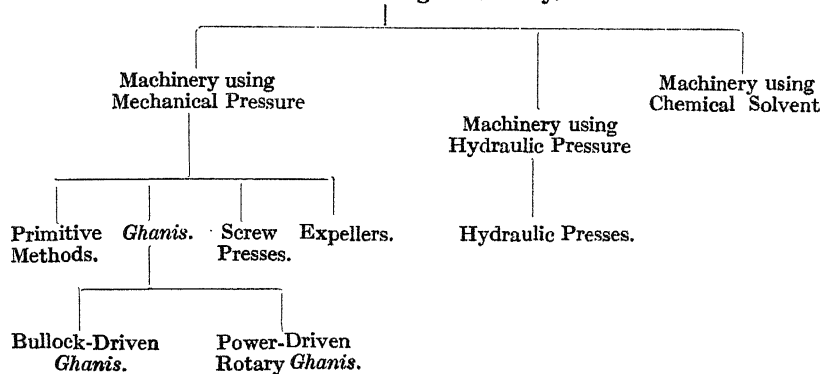 Machinery using
Mechanical Pressure
Machinery using
Hydraulic Pressure
Machinery using
Chemical Solvent
Primitive
Methods.
Ghanis.
Screw
Presses.
Expellers.
Hydraulic Presses.
Bullock-Driven
Ghanis.
Power-Driven
Rotary Ghanis.